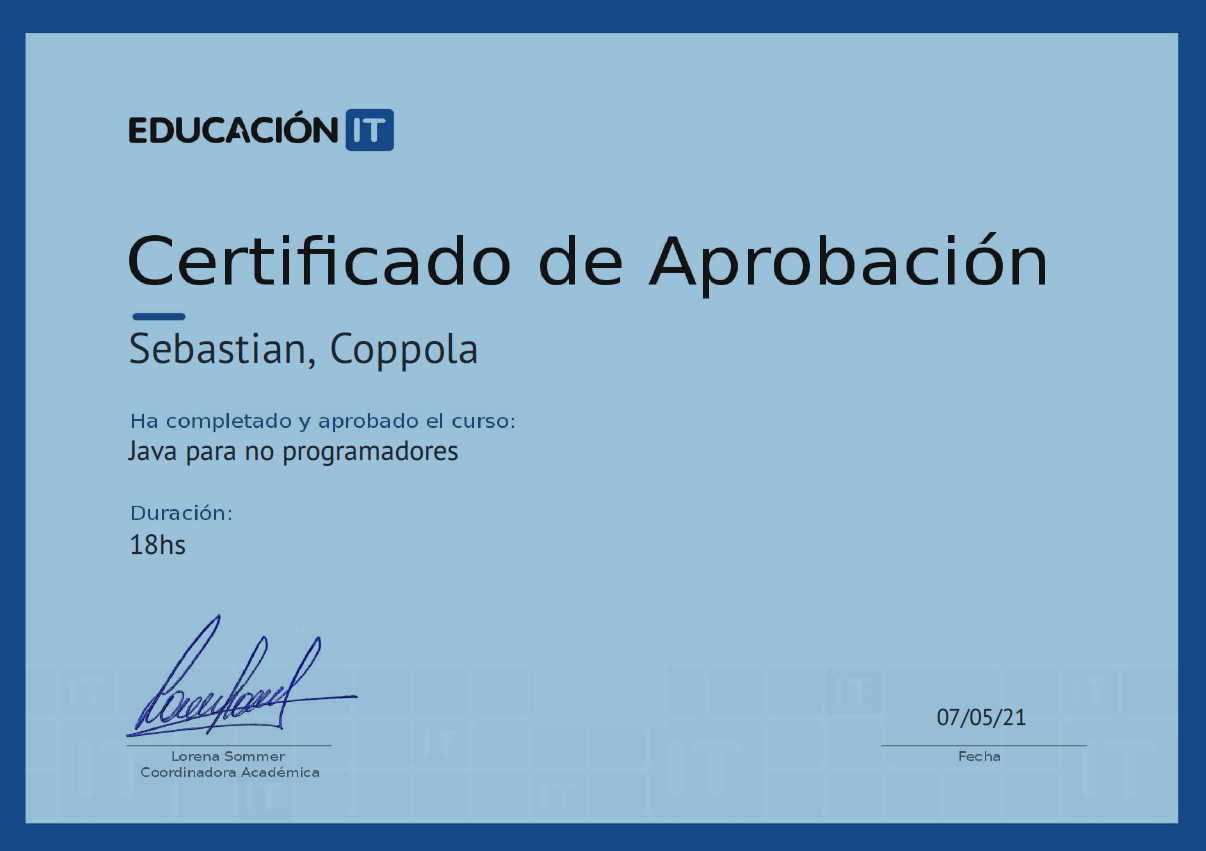 EDUCACIÓN IT
Certificado de Aprobación
Sebastian, Coppola
Ha completado y aprobado el curso:
Java para no programadores
Duración:
18hs
07/05/21
Lorena Sommer
Coordinadora Académica
Fecha